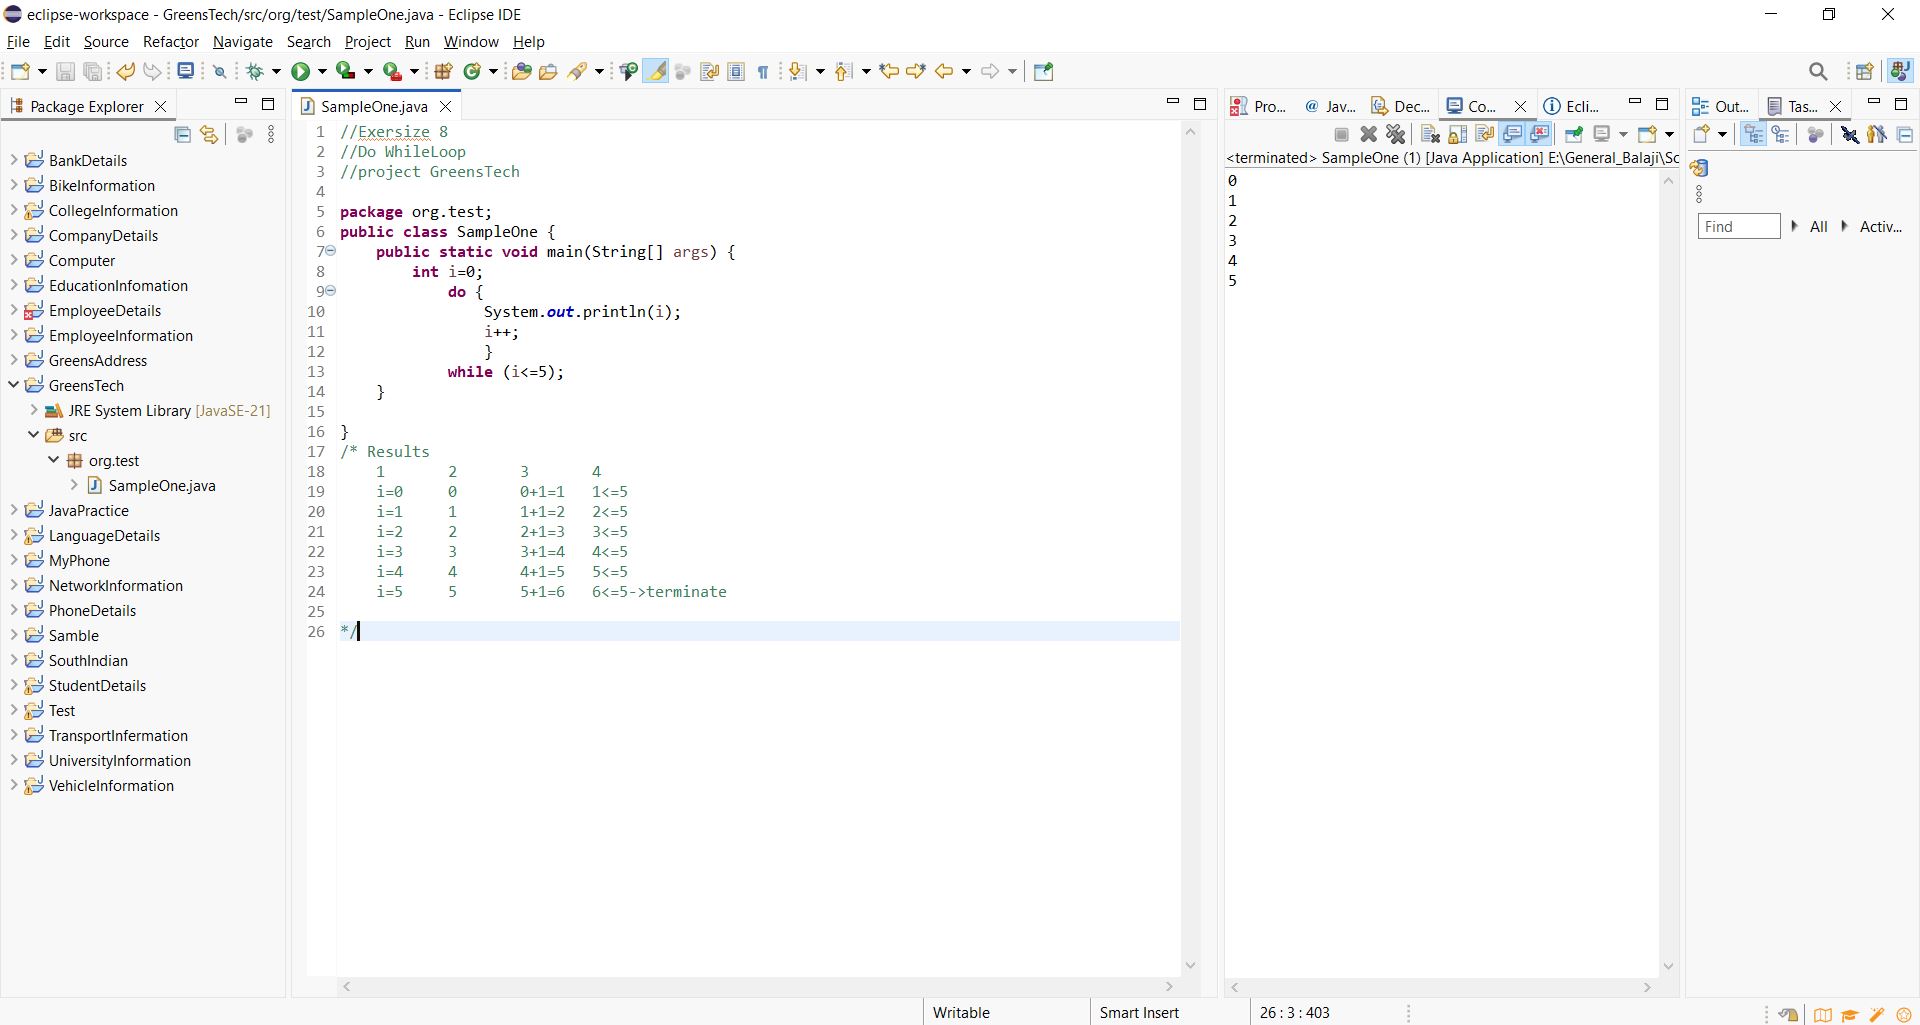 eclipse-workspace - GreensTech/src/org/test/SampleOne.java - Eclipse IDE
File Edit Source Refactor Navigate Search Project Run Window Help
Package Explorer
BankDetails
BikeInformation
CollegeInformation
CompanyDetails
Computer
EducationInfomation
EmployeeDetails
EmployeeInformation
GreensAddress
GreensTech
JRE System Library [JavaSE-21]
src
org.test
SampleOne.java
JavaPractice
LanguageDetails
MyPhone
NetworkInformation
PhoneDetails
Samble
SouthIndian
StudentDetails
Test
TransportInfermation
UniversityInformation
VehicleInformation
SampleOne.java
1 //Exersize 8
2 //Do WhileLoop
3 //project GreensTech
4
5 package org.test;
6 public class SampleOne {
7 public static void main(String[] args) {
8 int i=0;
9 do {
10 System.out.println(i);
11 i++;
12 }
13 while (i<=5);
14 }
15
16 }
17 /* Results
18 1 2 3 4
19 i=0 0 0+1=1 1<=5
20 i=1 1 1+1=2 2<=5
21 i=2 2 2+1=3 3<=5
22 i=3 3 3+1=4 4<=5
23 i=4 4 4+1=5 5<=5
24 i=5 5 5+1=6 6<=5->terminate
25
26 */
Pro... Jav... Dec... Co... Ecli...
<terminated> SampleOne (1) [Java Application] E:\General_Balaji\Sc
0
1
2
3
4
5
Out... Tas...
Find All Activ...
Writable Smart Insert 26 : 3 : 403